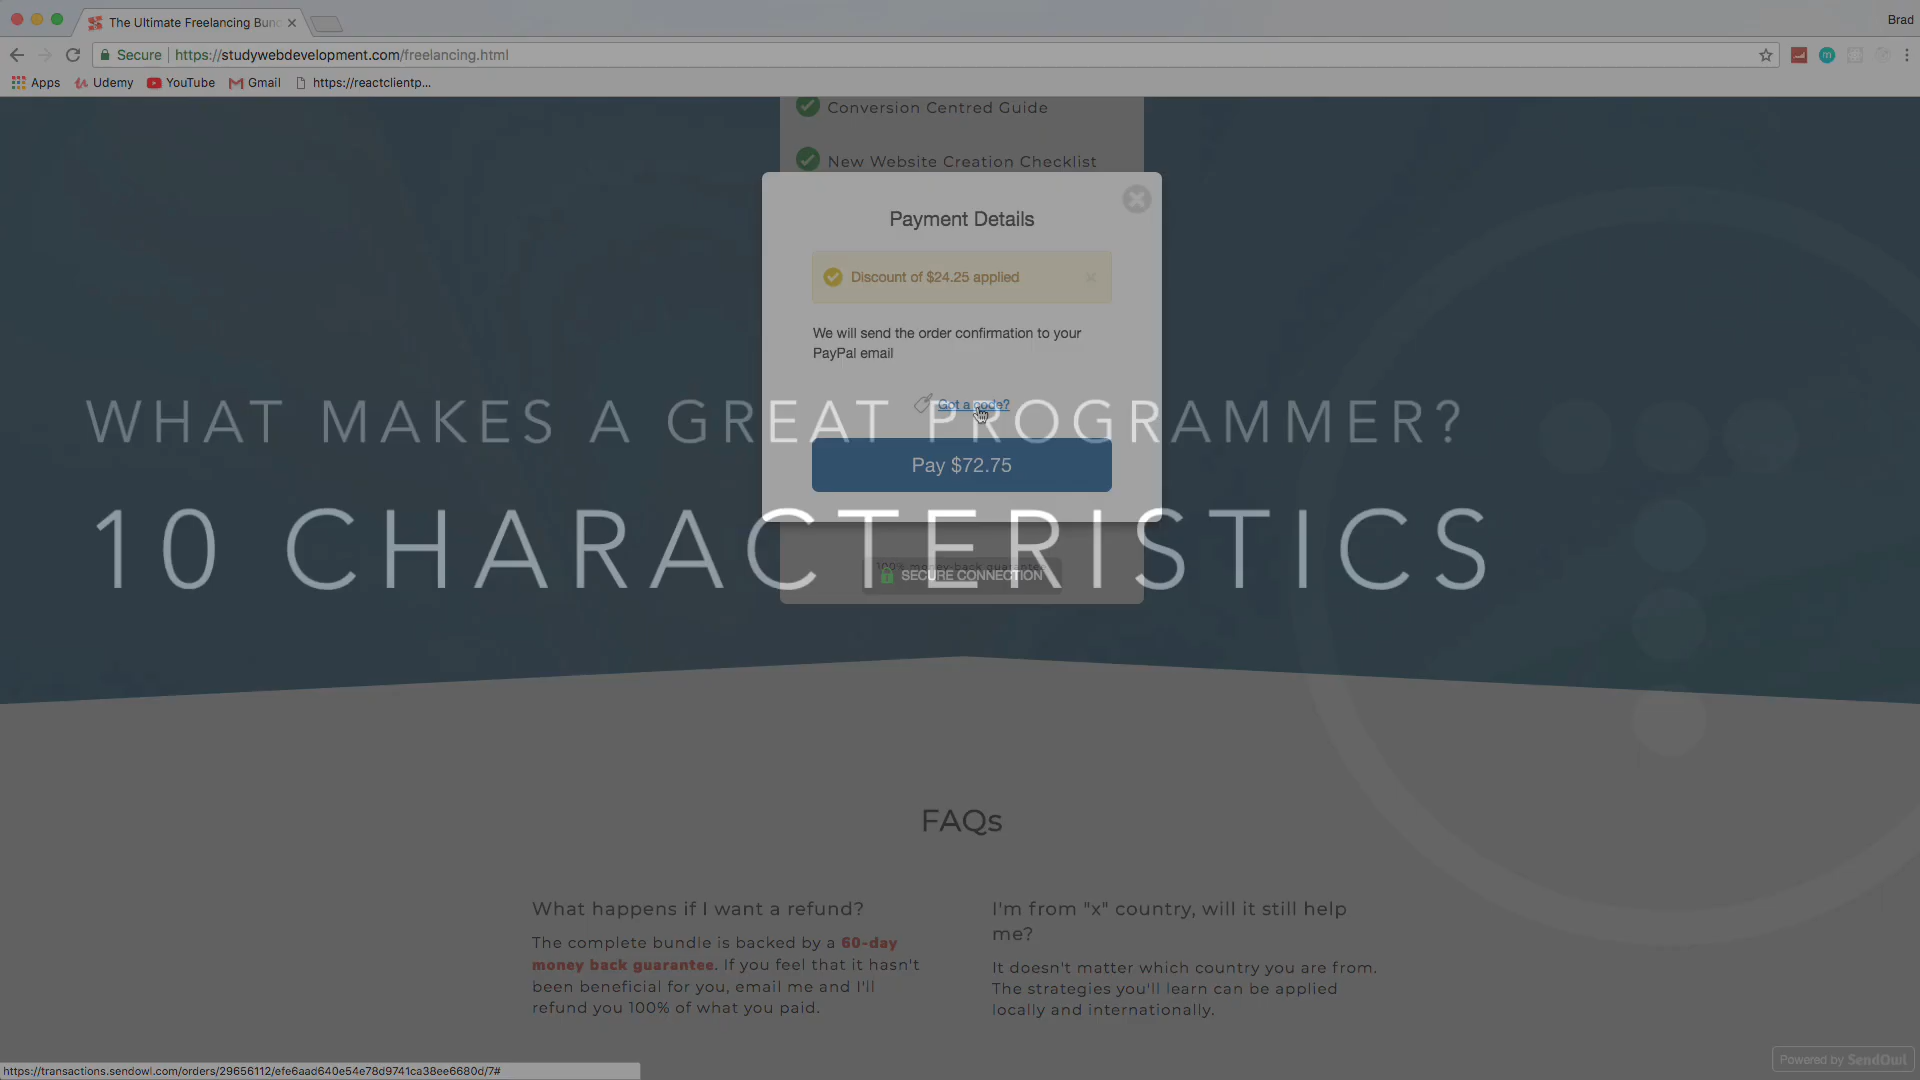 The Ultimate Freelancing Bun
Brad
Secure
https://studywebdevelopment.com/freelancing.html
Apps
Udemy
YouTube
Gmail
https://reactclientp...
Conversion Centred Guide
New Website Creation Checklist
Payment Details
Discount of $24.25 applied
We will send the order confirmation to your
PayPal email
Got a code?
WHAT MAKES A GREAT PROGRAMMER?
Pay $72.75
10 CHARACTERISTICS
100% money-back guarantee
SECURE CONNECTION
FAQs
What happens if I want a refund?
The complete bundle is backed by a 60-day
money back guarantee. If you feel that it hasn't
been beneficial for you, email me and I'll
refund you 100% of what you paid.
I'm from "x" country, will it still help
me?
It doesn't matter which country you are from.
The strategies you'll learn can be applied
locally and internationally.
Powered by SendOwl
https://transactions.sendowl.com/orders/29656112/efe6aad640e54e78d9741ca38ee6680d/7#